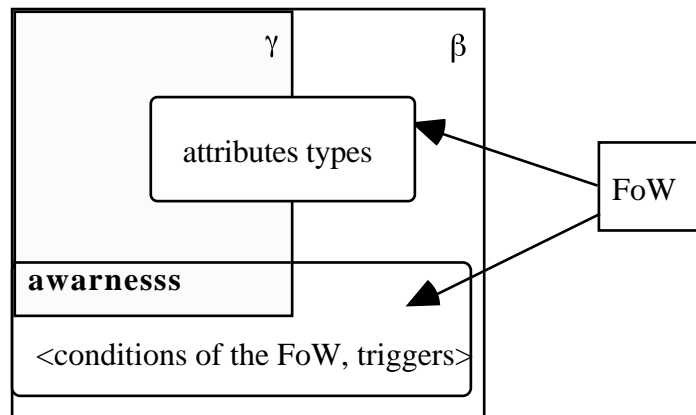 γ
β
attributes types
FoW
awarnesss
<conditions of the FoW, triggers>